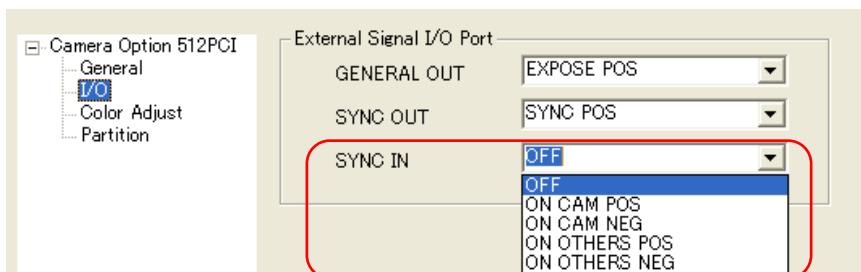 Camera Option 512PCI
General
I/O
Color Adjust
Partition
External Signal I/O Port
GENERAL OUT EXPOSE POS
SYNC OUT SYNC POS
SYNC IN OFF
OFF
ON CAM POS
ON CAM NEG
ON OTHERS POS
ON OTHERS NEG